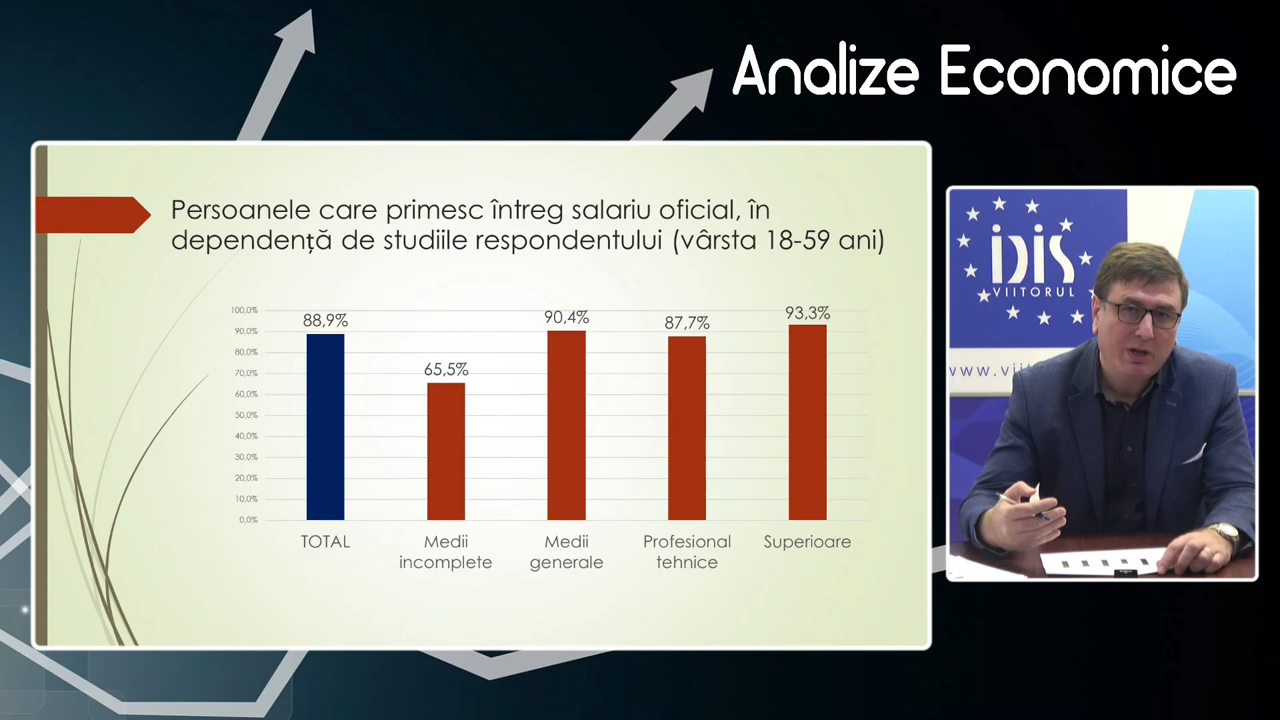 Analize Economice
Persoanele care primesc întreg salariu oficial, în
dependență de studiile respondentului (vârsta 18-59 ani)
100,0%
90,0%
80,0%
70,0%
60,0%
50,0%
40,0%
30,0%
20,0%
10,0%
0,0%
88,9%
65,5%
90,4%
87,7%
93,3%
TOTAL
Medii
incomplete
Medii
generale
Profesional
tehnice
Superioare
IDIS
VIITORUL
www.vii